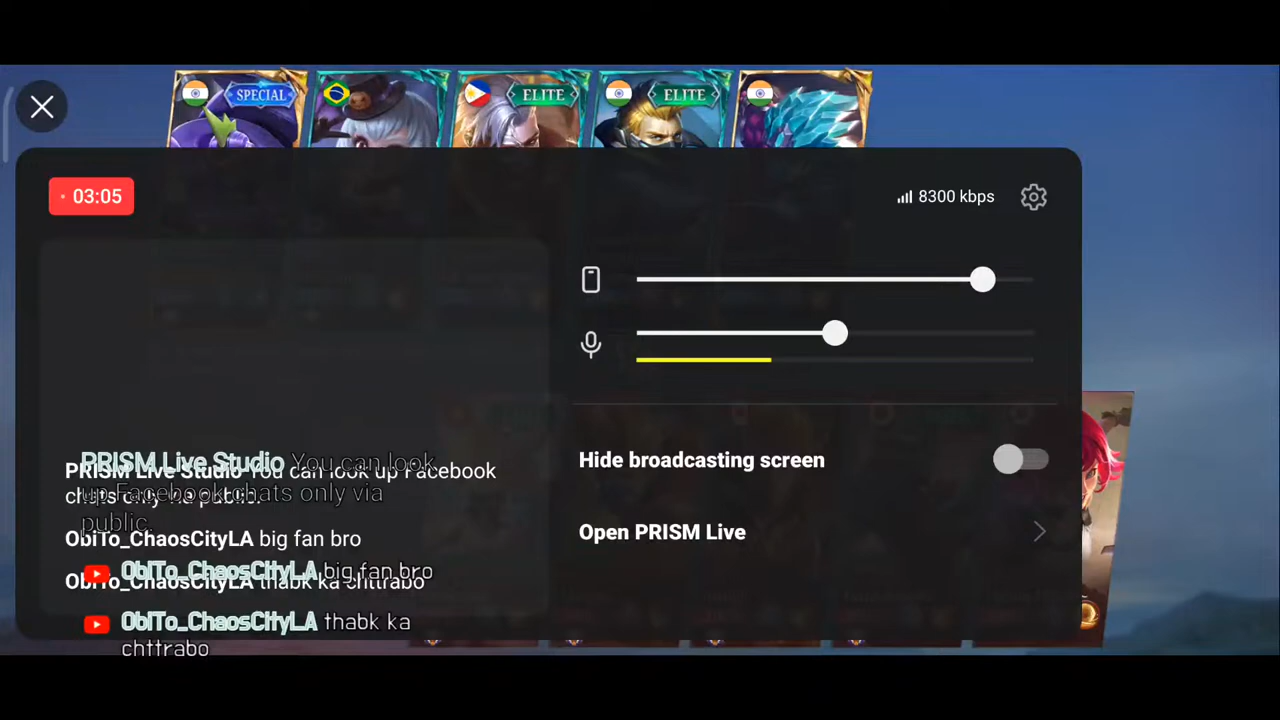 SPECIAL
ELITE
ELITE
03:05
8300 kbps
Hide broadcasting screen
Open PRISM Live
PRISM Live Studio You can look up Facebook
chats only via public.
ObiTo_ChaosCityLA big fan bro
ObiTo_ChaosCityLA thabk ka chttrabo
PRISM Live Studio You can look
up Facebook chats only via
public.
ObiTo_ChaosCityLA big fan bro
ObiTo_ChaosCityLA thabk ka
chttrabo